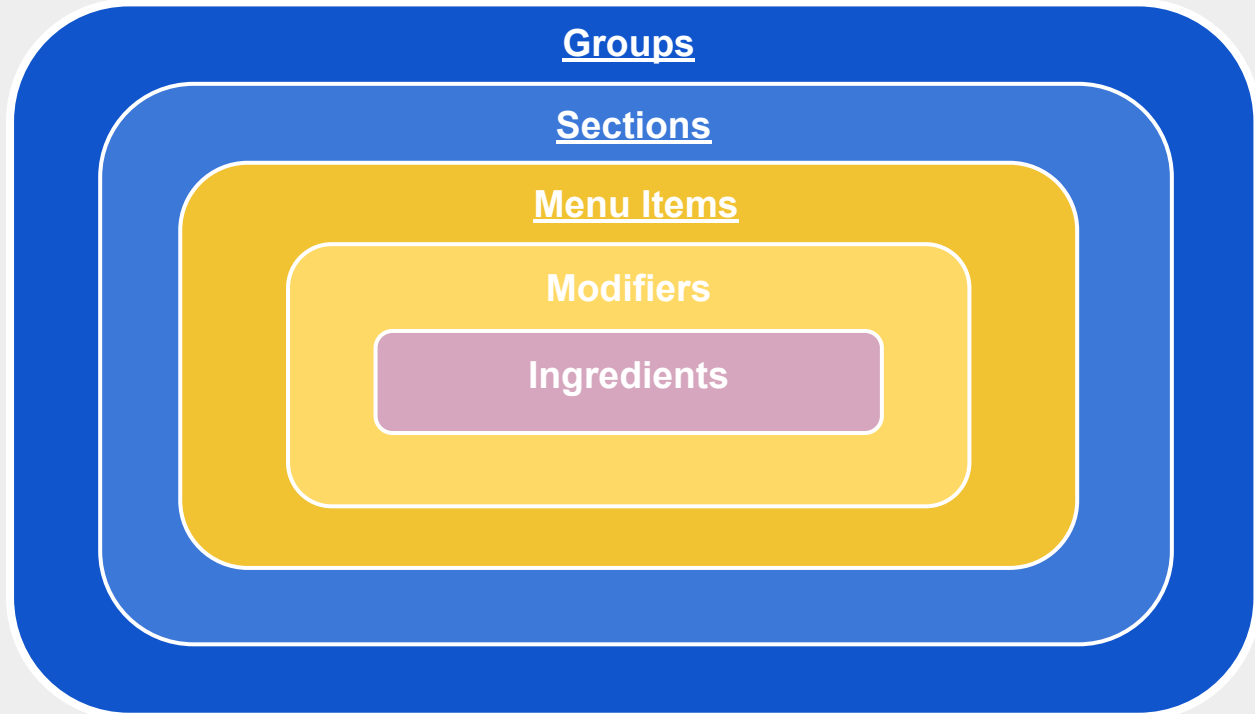 Groups
Sections
Menu Items
Modifiers
Ingredients